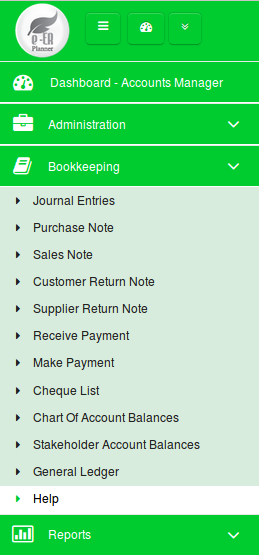 P-ER
Planner
Dashboard - Accounts Manager
Administration
Bookkeeping
Journal Entries
Purchase Note
Sales Note
Customer Return Note
Supplier Return Note
Receive Payment
Make Payment
Cheque List
Chart Of Account Balances
Stakeholder Account Balances
General Ledger
Help
Reports